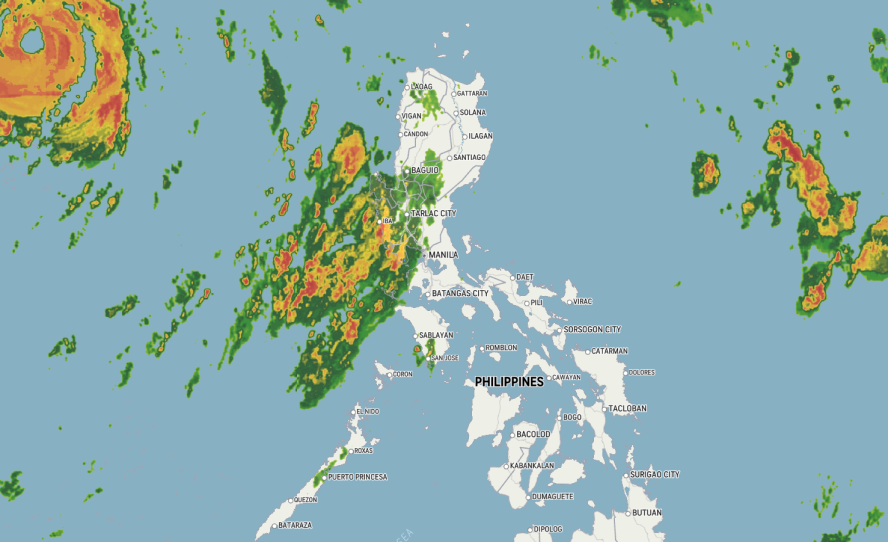 LAOAG
GATTARAN
VIGAN
SOLANA
CANDON
ILAGAN
SANTIAGO
BAGUIO
TARLAC CITY
IBA
MANILA
DAET
BATANGAS CITY
PILI
VIRAC
SORSOGON CITY
SABLAYAN
ROMBLON
CATARMAN
SAN JOSE
CORON
DOLORES
PHILIPPINES
CAWAYAN
EL NIDO
TACLOBAN
BOGO
BACOLOD
ROXAS
KABANKALAN
PUERTO PRINCESA
SURIGAO CITY
QUEZON
DUMAGUETE
BUTUAN
BATARAZA
DIPOLOG
SEA